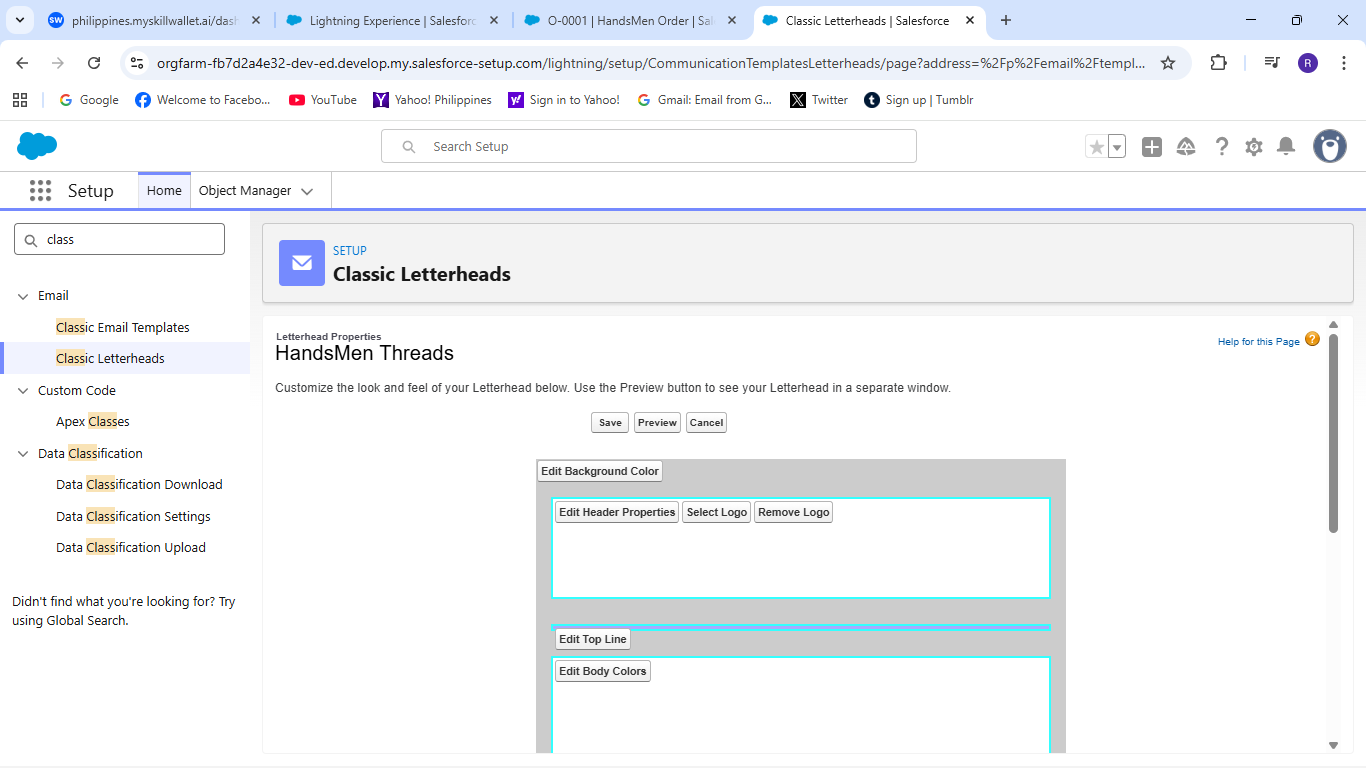 philippines.myskillwallet.ai/dash
Lightning Experience | Salesforc
O-0001 | HandsMen Order | Sal
Classic Letterheads | Salesforce
orgfarm-fb7d2a4e32-dev-ed.develop.my.salesforce-setup.com/lightning/setup/CommunicationTemplatesLetterheads/page?address=%2Fp%2Femail%2Ftempl...
R
Google
Welcome to Facebo...
YouTube
Yahoo! Philippines
Sign in to Yahoo!
Gmail: Email from G...
Twitter
Sign up | Tumblr
Search Setup
Setup
Home
Object Manager
class
Email
Classic Email Templates
Classic Letterheads
Custom Code
Apex Classes
Data Classification
Data Classification Download
Data Classification Settings
Data Classification Upload
Didn't find what you're looking for? Try
using Global Search.
SETUP
Classic Letterheads
Letterhead Properties
HandsMen Threads
Help for this Page
Customize the look and feel of your Letterhead below. Use the Preview button to see your Letterhead in a separate window.
Save Preview Cancel
Edit Background Color
Edit Header Properties Select Logo Remove Logo
Edit Top Line
Edit Body Colors